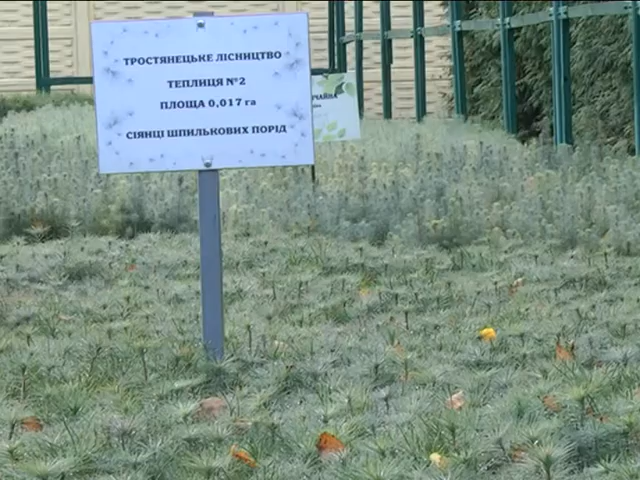 ТРОСТЯНЕЦЬКЕ ЛІСНИЦТВО
ТЕПЛИЦЯ №2
ПЛОЩА 0,017 га
СІЯНЦІ ШПИЛЬКОВИХ ПОРІД